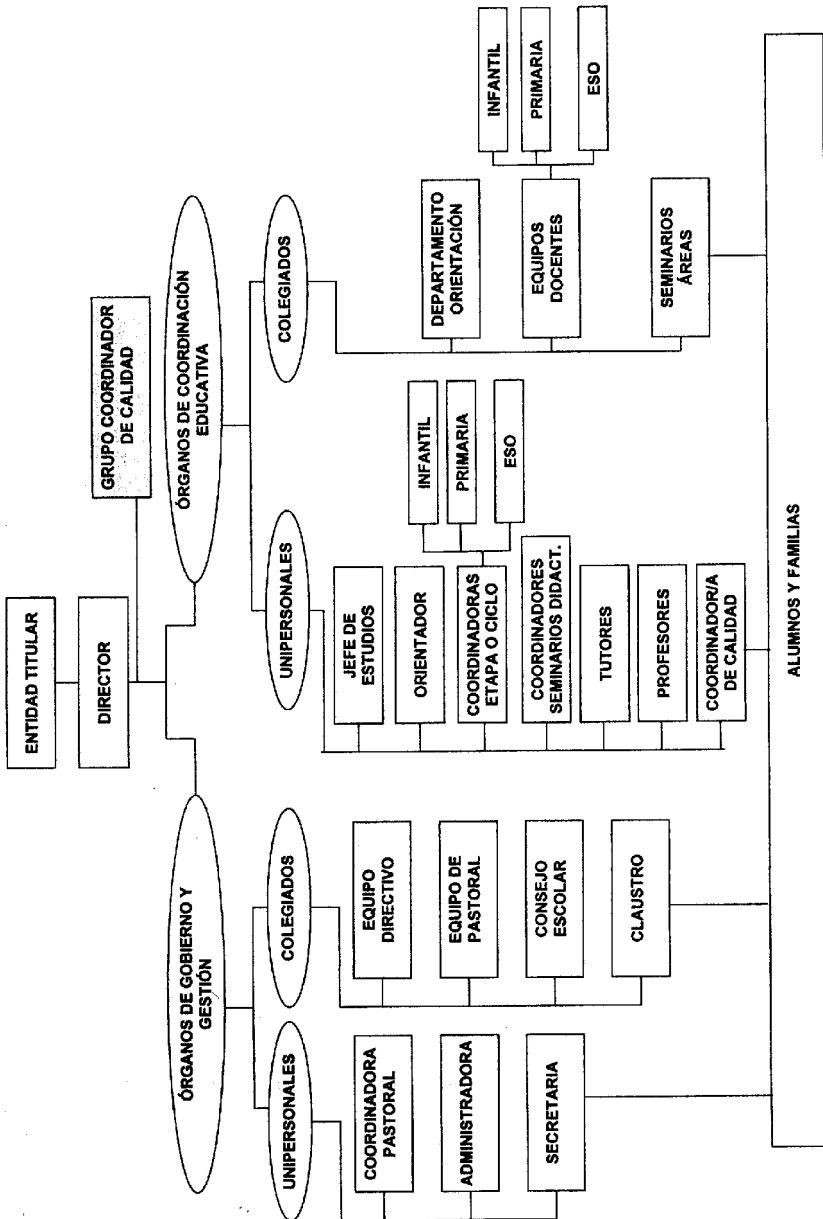 ENTIDAD TITULAR
DIRECTOR
GRUPO COORDINADOR
DE CALIDAD
ÓRGANOS DE GOBIERNO Y
GESTIÓN
ÓRGANOS DE COORDINACIÓN
EDUCATIVA
UNIPERSONALES
COLEGIADOS
UNIPERSONALES
COLEGIADOS
COORDINADORA
PASTORAL
ADMINISTRADORA
SECRETARIA
EQUIPO
DIRECTIVO
EQUIPO DE
PASTORAL
CONSEJO
ESCOLAR
CLAUSTRO
JEFE DE
ESTUDIOS
ORIENTADOR
COORDINADORAS
ETAPA O CICLO
INFANTIL
PRIMARIA
ESO
COORDINADORES
SEMINARIOS DIDACT.
TUTORES
PROFESORES
COORDINADOR/A
DE CALIDAD
DEPARTAMENTO
ORIENTACIÓN
EQUIPOS
DOCENTES
INFANTIL
PRIMARIA
ESO
SEMINARIOS
ÁREAS
ALUMNOS Y FAMILIAS